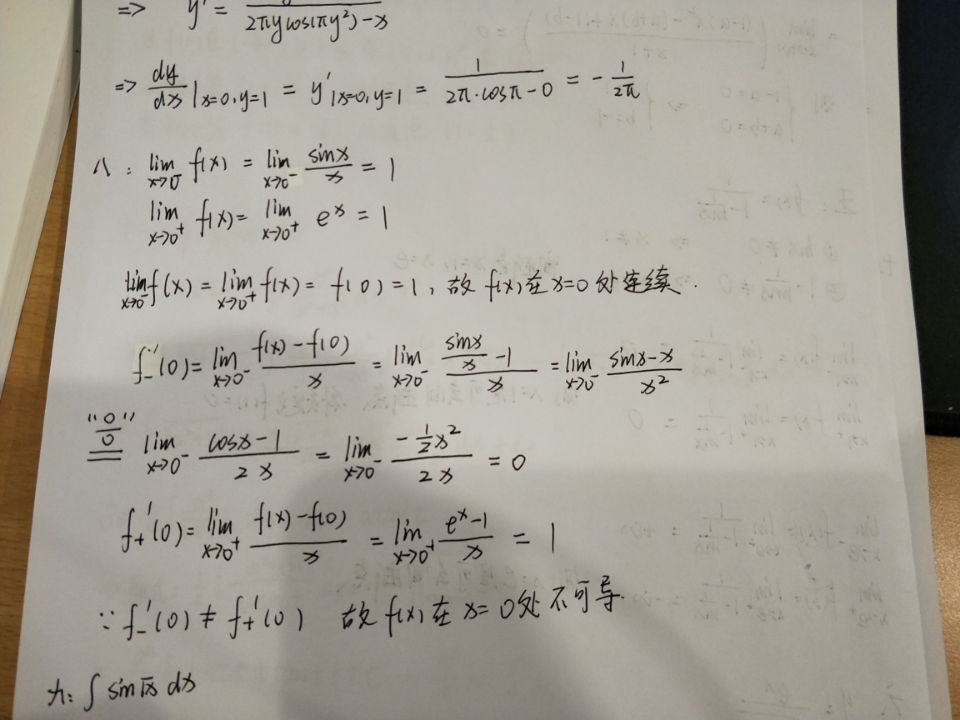 => y' = / 2πy cos(πy²) - x
=> dy/dx |x=0,y=1 = y'|x=0,y=1 = 1/(2π·cosπ-0) = -1/2π
八: lim x→0⁻ f(x) = lim x→0⁻ sinx/x = 1
lim x→0⁺ f(x) = lim x→0⁺ eˣ = 1
lim x→0⁻ f(x) = lim x→0⁺ f(x) = f(0) = 1, 故 f(x) 在 x=0 处连续.
f₋'(0) = lim x→0⁻ (f(x)-f(0))/x = lim x→0⁻ (sinx/x - 1)/x = lim x→0⁻ (sinx-x)/x²
"0/0" = lim x→0⁻ (cosx-1)/2x = lim x→0⁻ (-½x²)/2x = 0
f₊'(0) = lim x→0⁺ (f(x)-f(0))/x = lim x→0⁺ (eˣ-1)/x = 1
∵ f₋'(0) ≠ f₊'(0) 故 f(x) 在 x=0处不可导.
九: ∫ sin√x dx